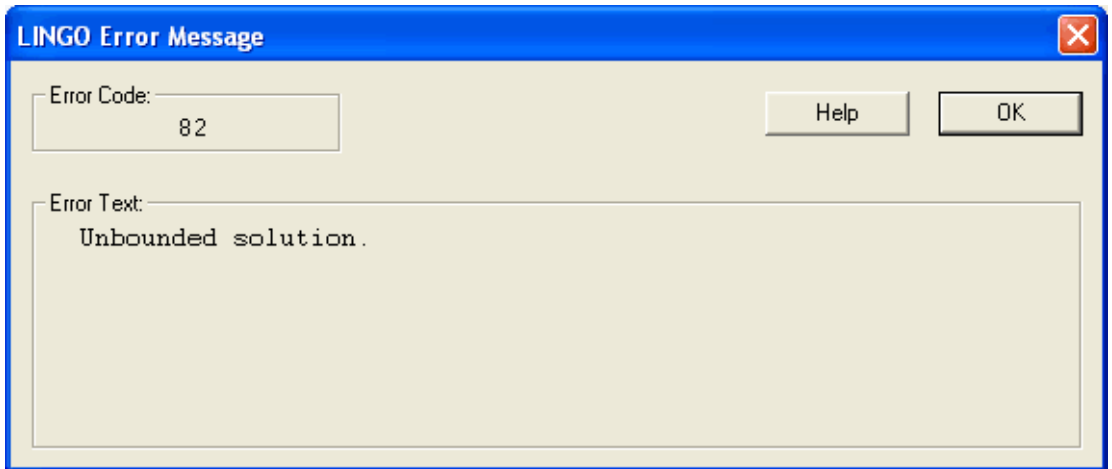 LINGO Error Message
Error Code:
82
Help
OK
Error Text:
Unbounded solution.